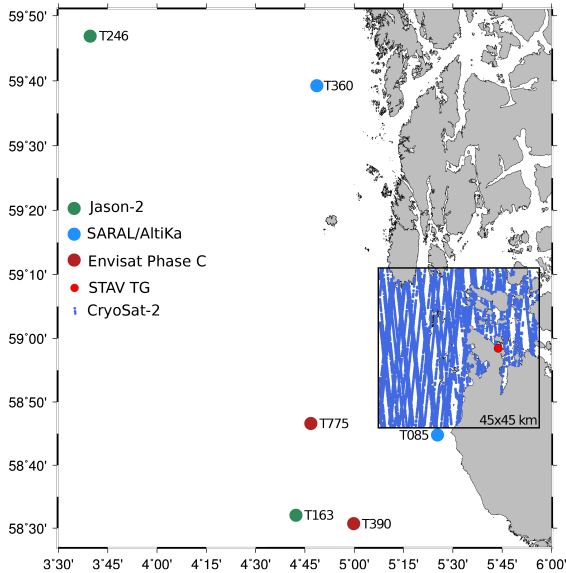 59°50'
T246
59°40'
T360
59°30'
59°20'
Jason-2
SARAL/AltiKa
59°10'
Envisat Phase C
STAV TG
CryoSat-2
59°00'
58°50'
T775
45x45 km
T085
58°40'
T163
T390
58°30'
3°30' 3°45' 4°00' 4°15' 4°30' 4°45' 5°00' 5°15' 5°30' 5°45' 6°00'